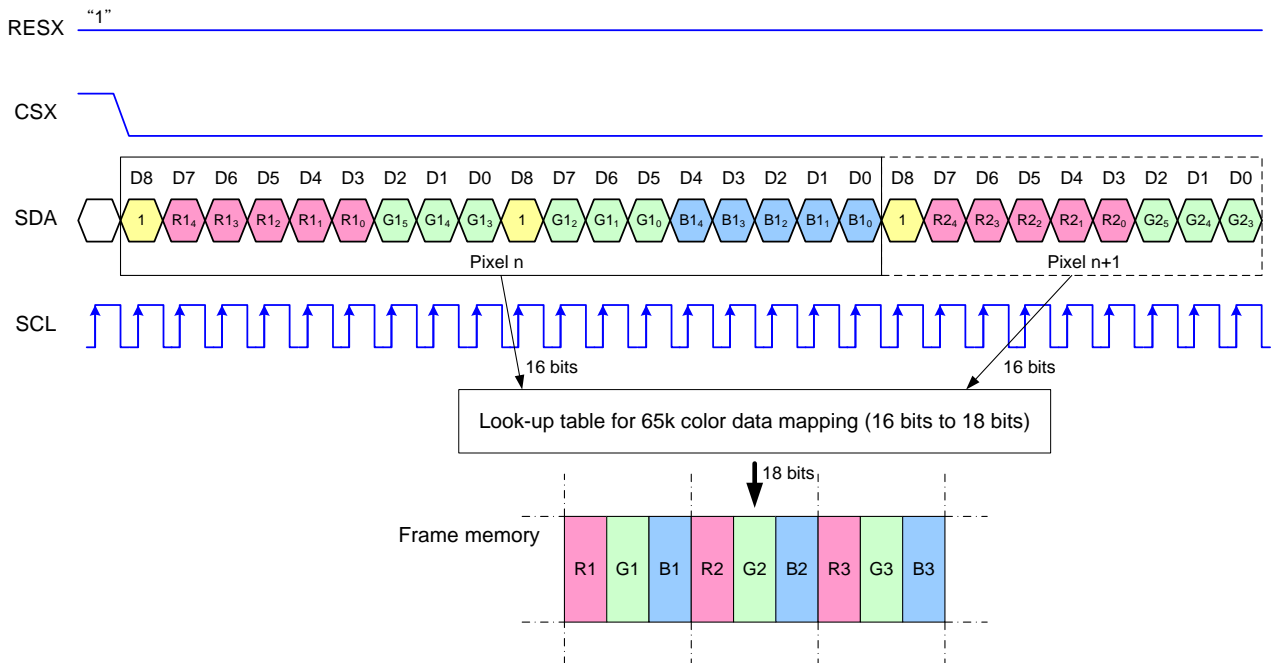 “1”
RESX
CSX
D8 D7 D6 D5 D4 D3 D2 D1 D0 D8 D7 D6 D5 D4 D3 D2 D1 D0 D8 D7 D6 D5 D4 D3 D2 D1 D0
SDA 1 R1₄ R1₃ R1₂ R1₁ R1₀ G1₅ G1₄ G1₃ 1 G1₂ G1₁ G1₀ B1₄ B1₃ B1₂ B1₁ B1₀ 1 R2₄ R2₃ R2₂ R2₁ R2₀ G2₅ G2₄ G2₃
Pixel n Pixel n+1
SCL
16 bits 16 bits
Look-up table for 65k color data mapping (16 bits to 18 bits)
18 bits
Frame memory
R1 G1 B1 R2 G2 B2 R3 G3 B3